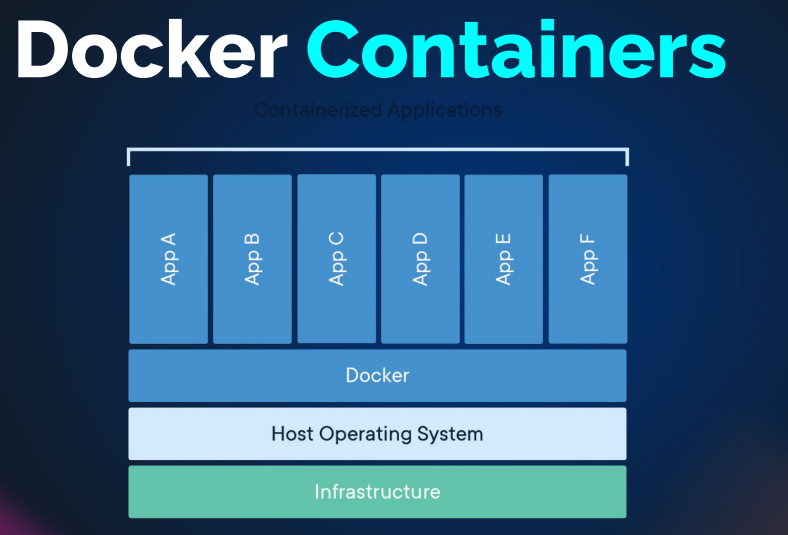 Docker Containers
Containerized Applications
App A
App B
App C
App D
App E
App F
Docker
Host Operating System
Infrastructure